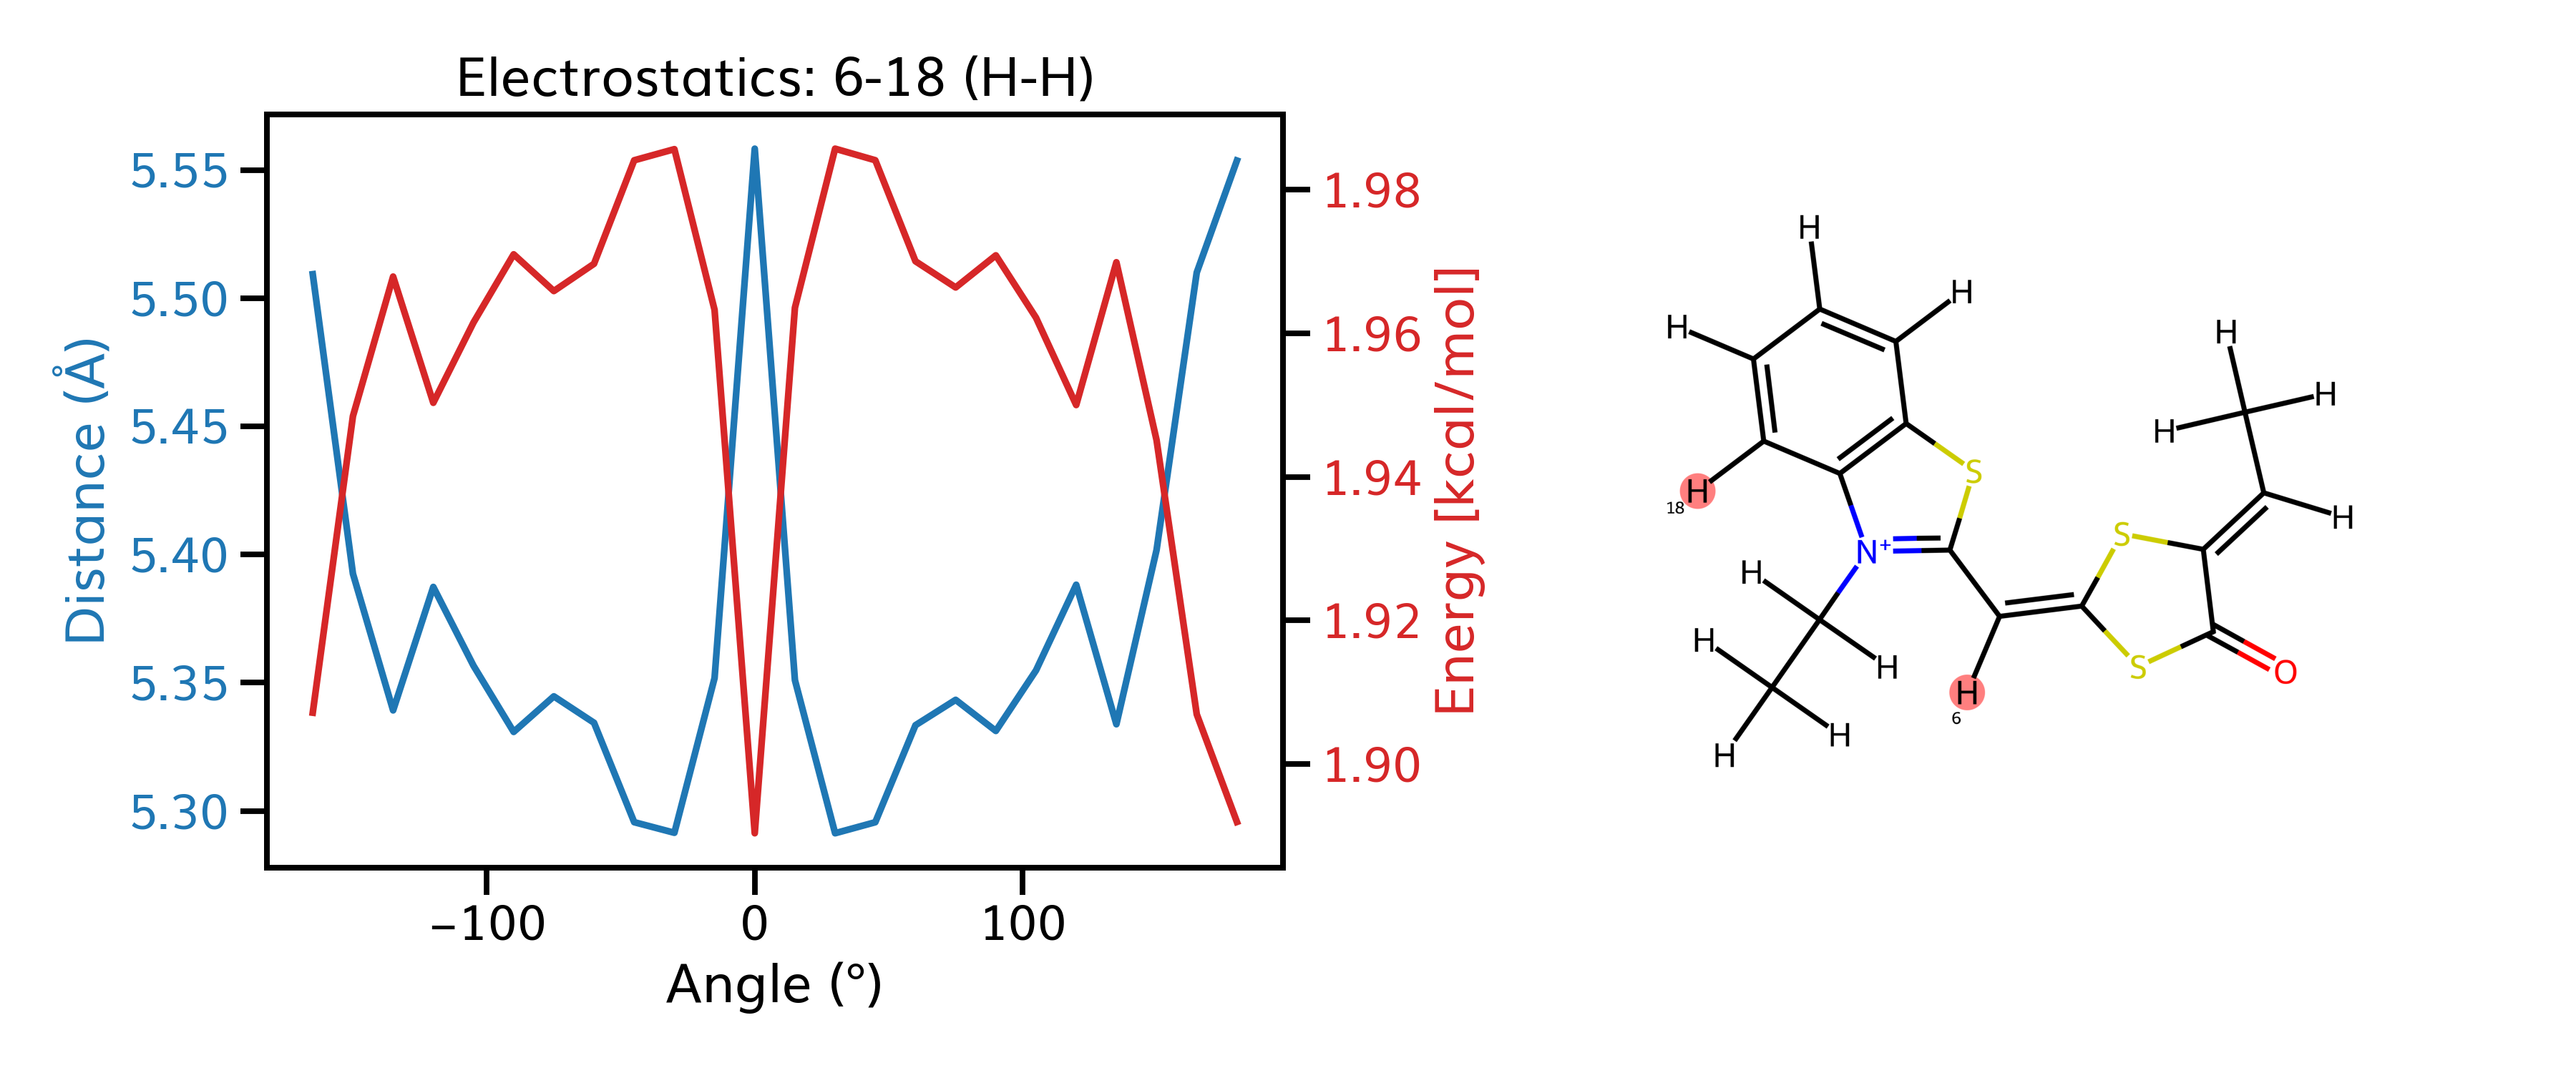 Electrostatics: 6-18 (H-H)
Distance (Å)
5.55
5.50
5.45
5.40
5.35
5.30
1.98
1.96
1.94
1.92
1.90
Energy [kcal/mol]
−100
0
100
Angle (°)
H
H
H
H
H
H
H
18
S
S
H
N+
H
H
H
S
O
H
6
H
H